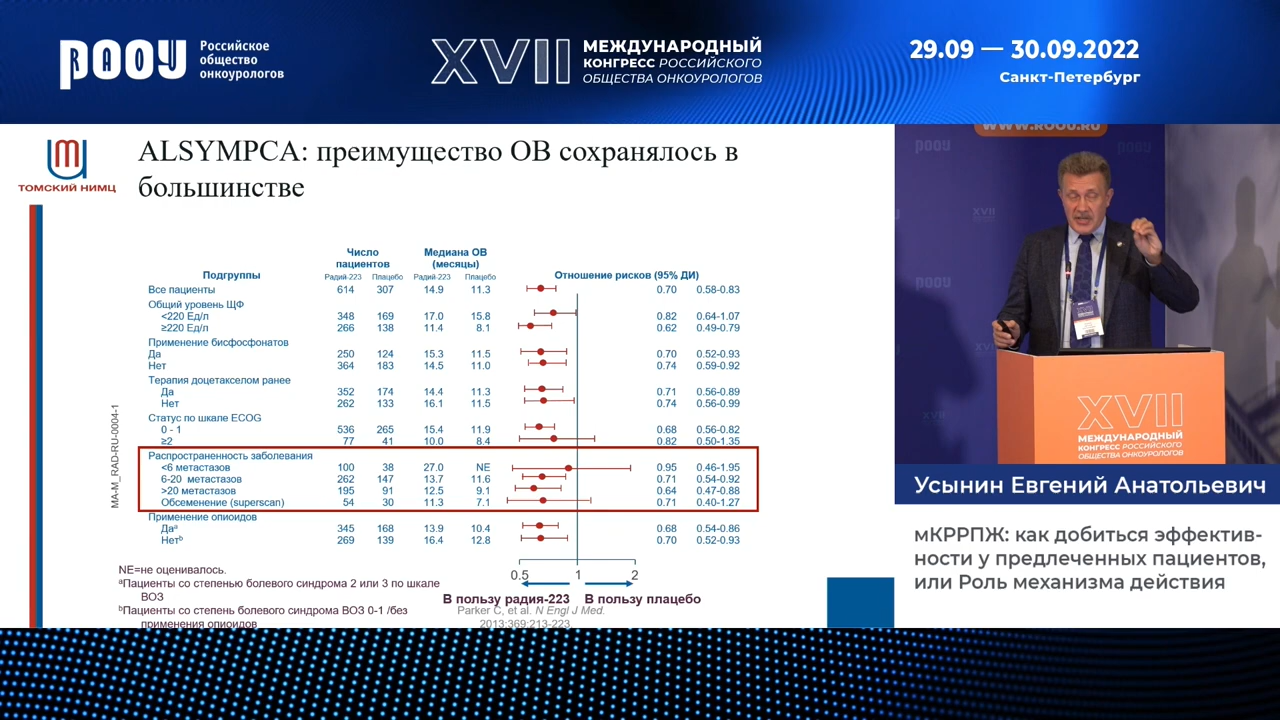 РООУ
RAOU
Российское
общество
онкоурологов
XVII
МЕЖДУНАРОДНЫЙ
КОНГРЕСС РОССИЙСКОГО
ОБЩЕСТВА ОНКОУРОЛОГОВ
29.09 — 30.09.2022
Санкт-Петербург
ТОМСКИЙ НИМЦ
ALSYMPCA: преимущество ОВ сохранялось в
большинстве
Число пациентов Медиана ОВ (месяцы)
Подгруппы Радий-223 Плацебо Радий-223 Плацебо Отношение рисков (95% ДИ)
Все пациенты 614 307 14.9 11.3 0.70 0.58-0.83
Общий уровень ЩФ
<220 Ед/л 348 169 17.0 15.8 0.82 0.64-1.07
≥220 Ед/л 266 138 11.4 8.1 0.62 0.49-0.79
Применение бисфосфонатов
Да 250 124 15.3 11.5 0.70 0.52-0.93
Нет 364 183 14.5 11.0 0.74 0.59-0.92
Терапия доцетакселом ранее
Да 352 174 14.4 11.3 0.71 0.56-0.89
Нет 262 133 16.1 11.5 0.74 0.56-0.99
Статус по шкале ECOG
0 - 1 536 265 15.4 11.9 0.68 0.56-0.82
≥2 77 41 10.0 8.4 0.82 0.50-1.35
Распространенность заболевания
<6 метастазов 100 38 27.0 NE 0.95 0.46-1.95
6-20 метастазов 262 147 13.7 11.6 0.71 0.54-0.92
>20 метастазов 195 91 12.5 9.1 0.64 0.47-0.88
Обсеменение (superscan) 54 30 11.3 7.1 0.71 0.40-1.27
Применение опиоидов
Даᵃ 345 168 13.9 10.4 0.68 0.54-0.86
Нетᵇ 269 139 16.4 12.8 0.70 0.52-0.93
0.5 1 2
В пользу радия-223 В пользу плацебо
MA-M_RAD-RU-0004-1
NE=не оценивалось.
ᵃПациенты со степенью болевого синдрома 2 или 3 по шкале
ВОЗ
ᵇПациенты со степень болевого синдрома ВОЗ 0-1 /без
применения опиоидов
Parker C, et al. N Engl J Med.
2013;369:213-223
WWW.ROOU.RU
РООУ
РООУ
XVII
XVII
XVII
МЕЖДУНАРОДНЫЙ
КОНГРЕСС РОССИЙСКОГО
ОБЩЕСТВА ОНКОУРОЛОГОВ
Усынин Евгений Анатольевич
мКРРПЖ: как добиться эффектив-
ности у предлеченных пациентов,
или Роль механизма действия